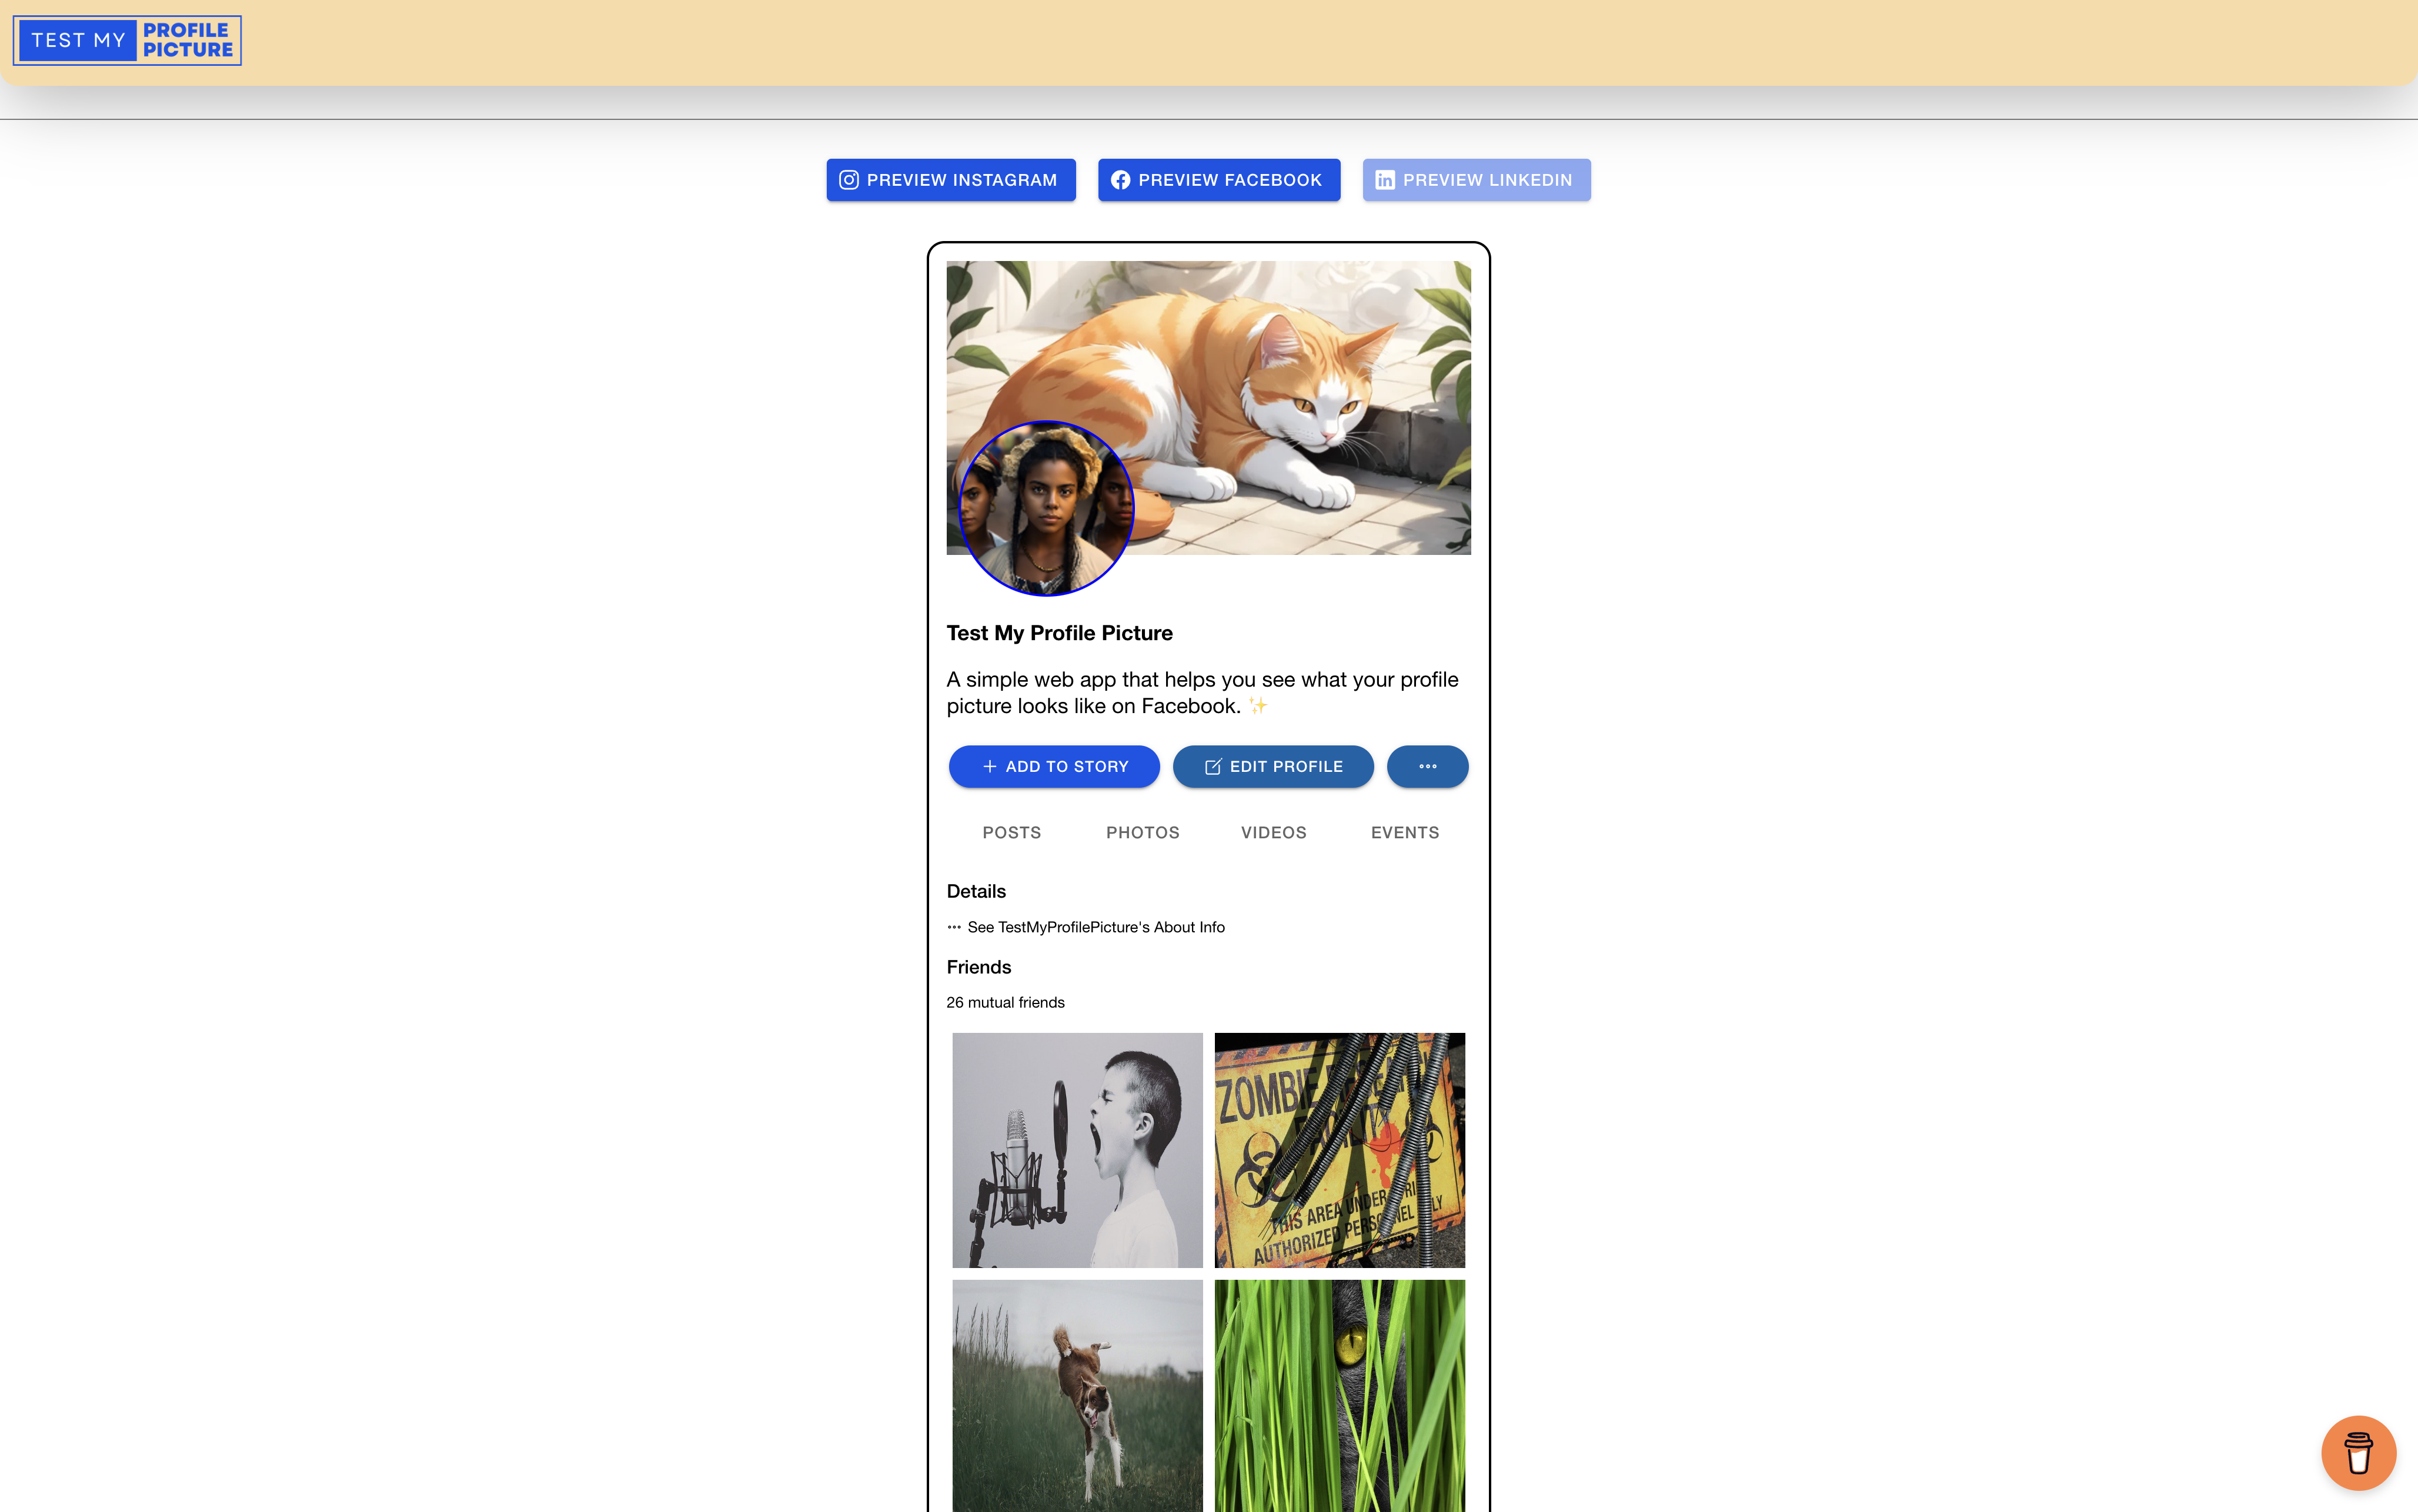 TEST MY
PROFILE
PICTURE
PREVIEW INSTAGRAM
PREVIEW FACEBOOK
PREVIEW LINKEDIN
Test My Profile Picture
A simple web app that helps you see what your profile
picture looks like on Facebook. ✨
ADD TO STORY
EDIT PROFILE
POSTS
PHOTOS
VIDEOS
EVENTS
Details
See TestMyProfilePicture's About Info
Friends
26 mutual friends
ZOMBIE
THIS AREA UNDER
AUTHORIZED